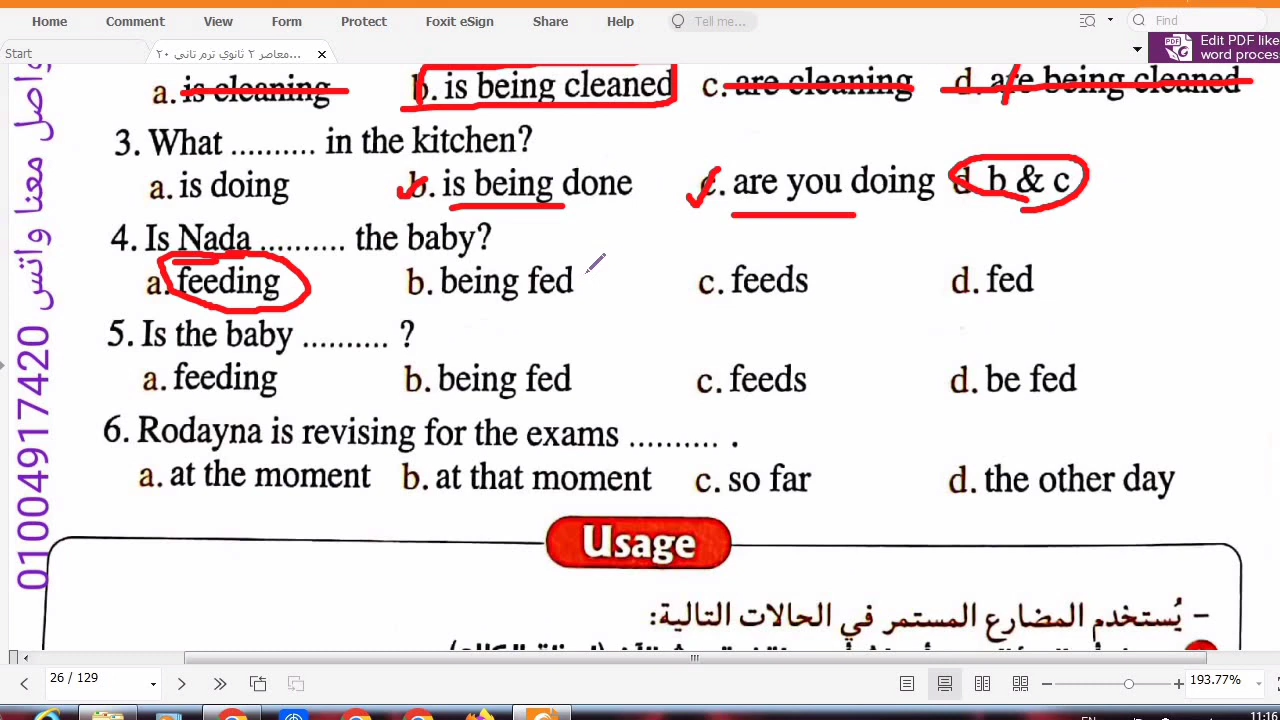 Home Comment View Form Protect Foxit eSign Share Help Tell me... Find
Start
معاصر ٢ ثانوي ترم تاني ٢٠...
Edit PDF like
word proces
a. is cleaning b. is being cleaned c. are cleaning d. are being cleaned
3. What .......... in the kitchen?
a. is doing b. is being done c. are you doing d. b & c
4. Is Nada .......... the baby?
a. feeding b. being fed c. feeds d. fed
5. Is the baby .......... ?
a. feeding b. being fed c. feeds d. be fed
6. Rodayna is revising for the exams .......... .
a. at the moment b. at that moment c. so far d. the other day
Usage
– يُستخدم المضارع المستمر في الحالات التالية:
معنا واتس 01004917420
26 / 129
193.77%
EN
11:16